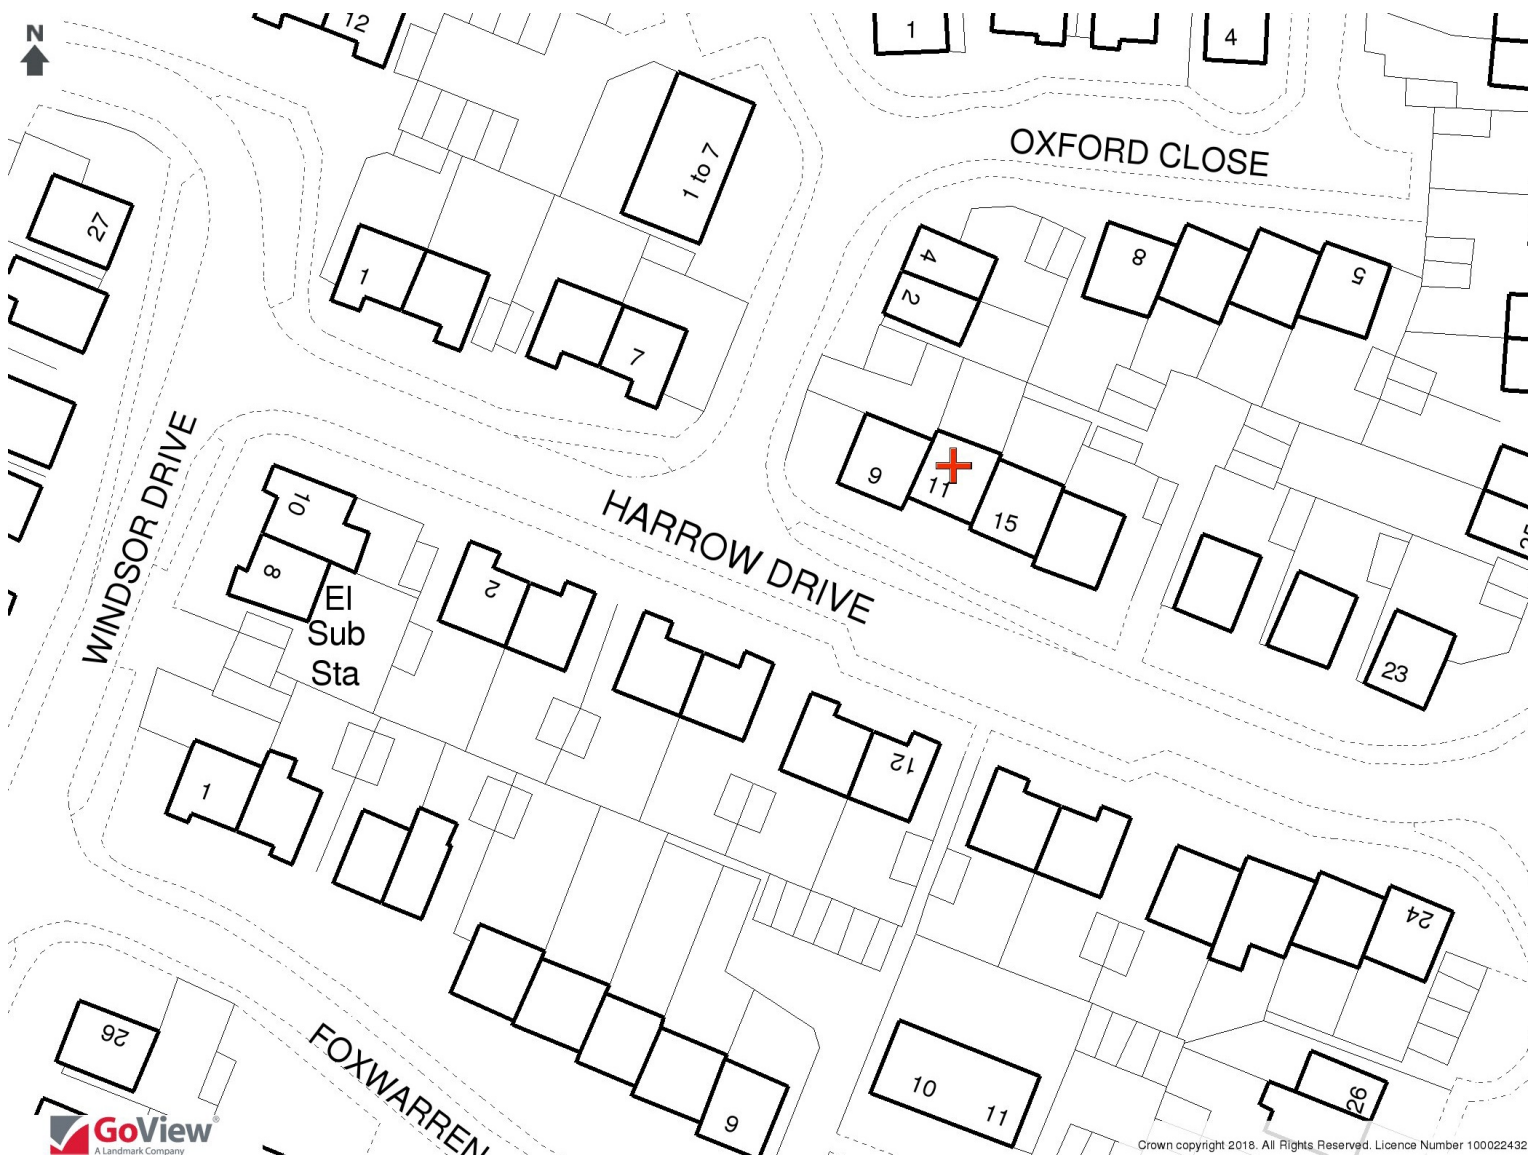 N
12
1
4
OXFORD CLOSE
1 to 7
27
1
7
4
2
8
5
9
11
15
WINDSOR DRIVE
HARROW DRIVE
10
8
El
Sub
Sta
2
12
23
1
24
26
FOXWARREN
9
10
11
26
GoView®
A Landmark Company
Crown copyright 2018. All Rights Reserved. Licence Number 100022432